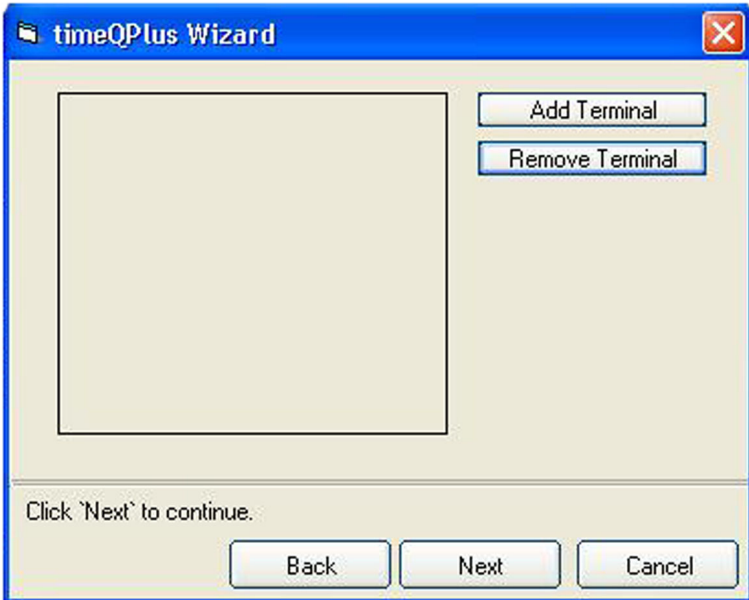 timeQPlus Wizard
Add Terminal
Remove Terminal
Click `Next` to continue.
Back Next Cancel